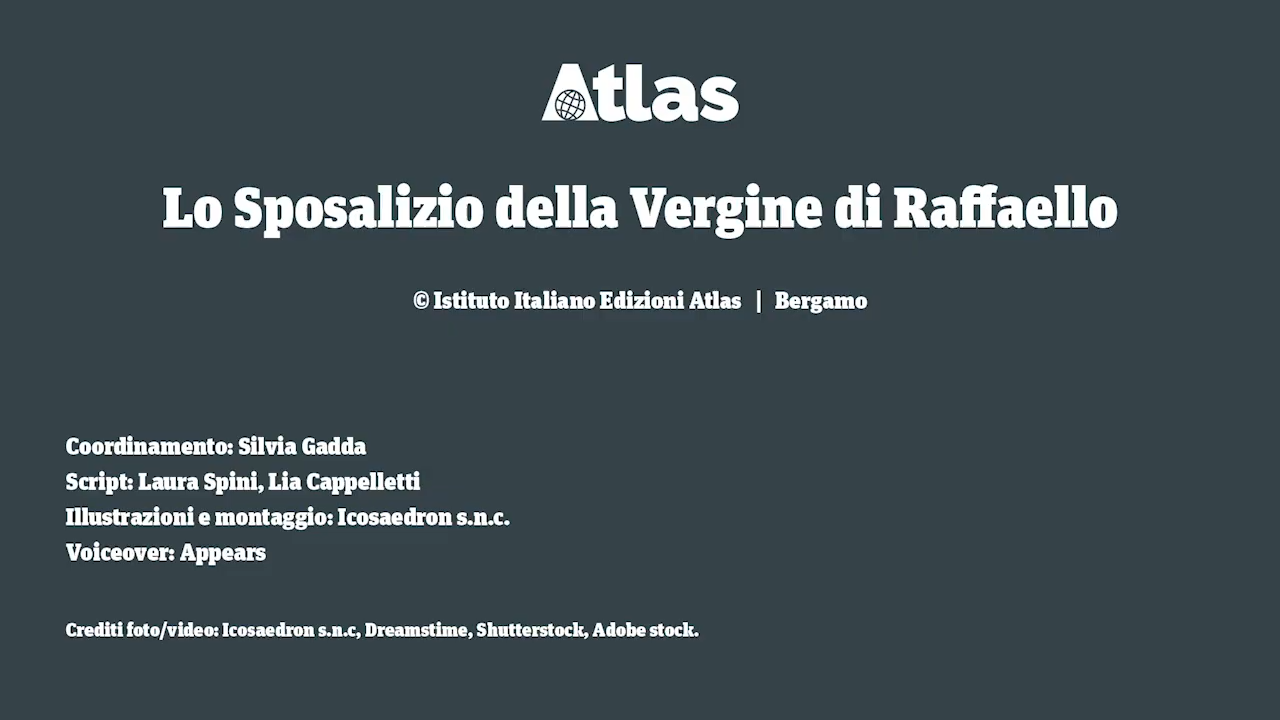 Atlas
Lo Sposalizio della Vergine di Raffaello
© Istituto Italiano Edizioni Atlas | Bergamo
Coordinamento: Silvia Gadda
Script: Laura Spini, Lia Cappelletti
Illustrazioni e montaggio: Icosaedron s.n.c.
Voiceover: Appears
Crediti foto/video: Icosaedron s.n.c, Dreamstime, Shutterstock, Adobe stock.